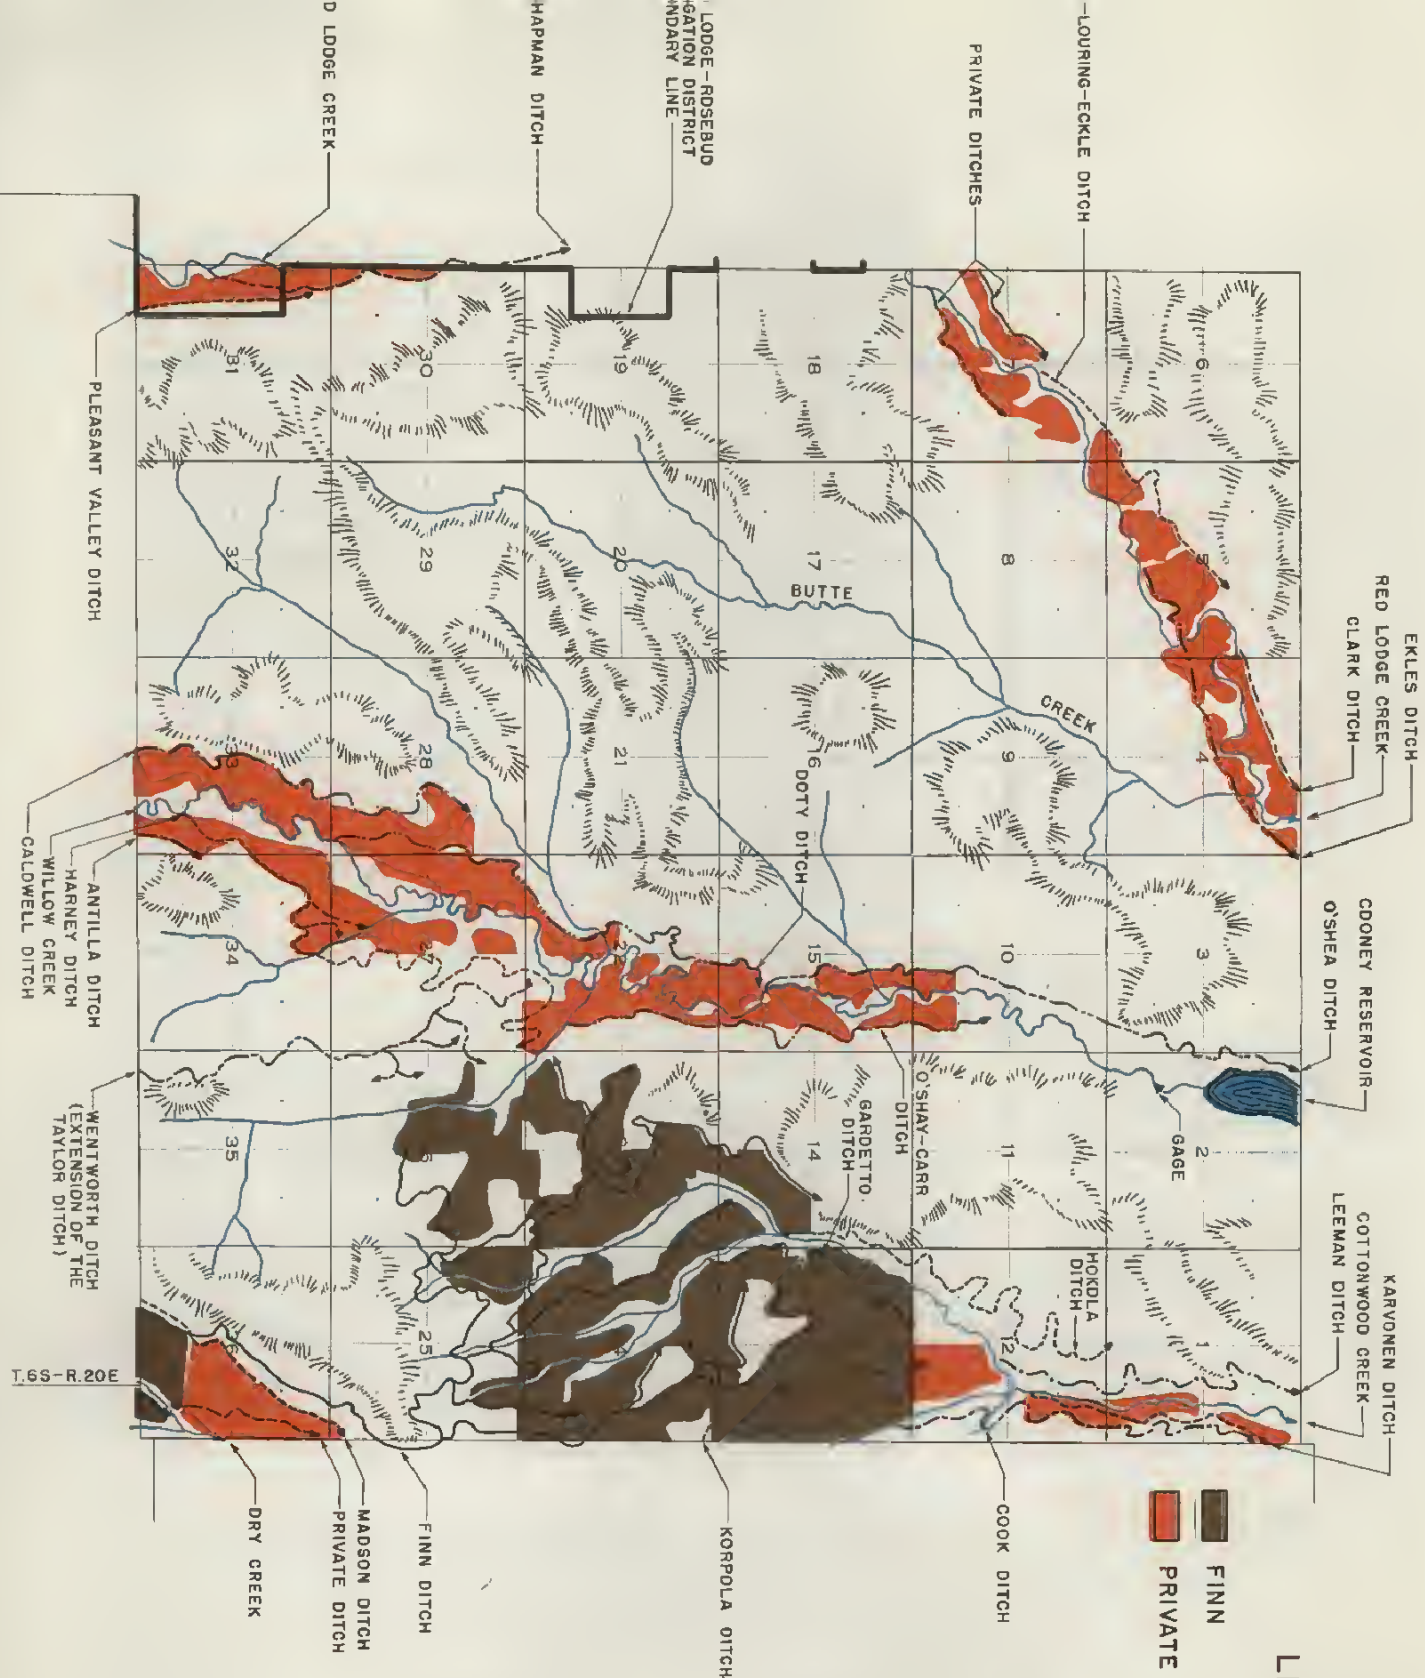 -LOURING-ECKLE DITCH
PRIVATE DITCHES
LODGE-ROSEBUD
GATION DISTRICT
NDARY LINE
HAPMAN DITCH
D LODGE CREEK
EKLES DITCH
RED LODGE CREEK
CLARK DITCH
COONEY RESERVOIR
O'SHEA DITCH
KARVONEN DITCH
COTTONWOOD CREEK
LEEMAN DITCH
L
FINN
PRIVATE
6
5
4
3
2
1
7
8
9
10
11
12
18
17
16
15
14
19
20
21
22
30
29
28
27
25
31
32
33
34
35
36
BUTTE
CREEK
DOTY DITCH
GAGE
O'SHAY-CARR
DITCH
GARDETTO
DITCH
HOKOLA
DITCH
COOK DITCH
KORPOLA DITCH
FINN DITCH
MADSON DITCH
PRIVATE DITCH
DRY CREEK
PLEASANT VALLEY DITCH
ANTILLA DITCH
HARNEY DITCH
WILLOW CREEK
CALDWELL DITCH
WENTWORTH DITCH
(EXTENSION OF THE
TAYLOR DITCH)
T.6S-R.20E